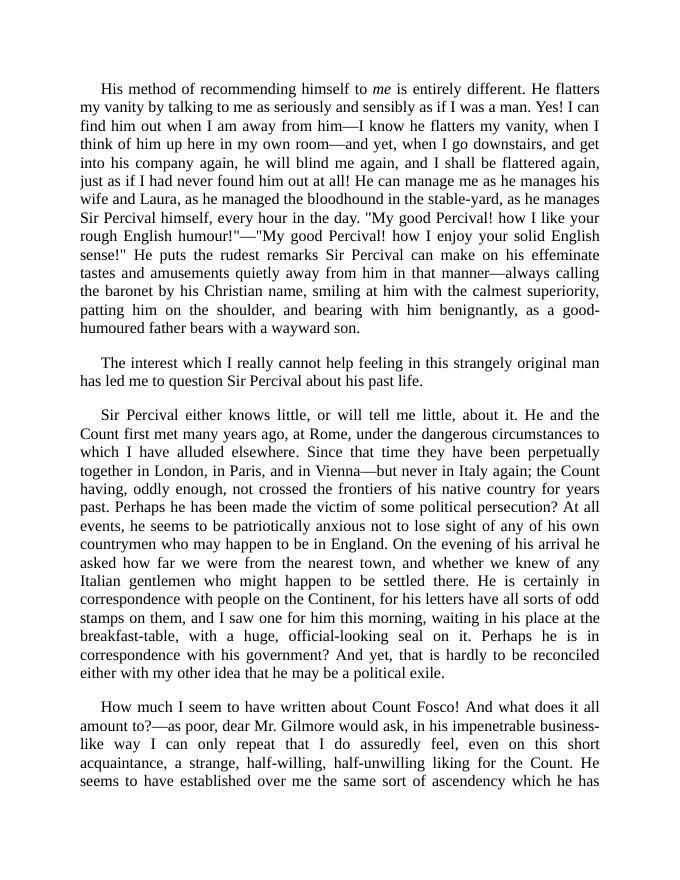 His method of recommending himself to me is entirely different. He flatters
my vanity by talking to me as seriously and sensibly as if I was a man. Yes! I can
find him out when I am away from him—I know he flatters my vanity, when I
think of him up here in my own room—and yet, when I go downstairs, and get
into his company again, he will blind me again, and I shall be flattered again,
just as if I had never found him out at all! He can manage me as he manages his
wife and Laura, as he managed the bloodhound in the stable-yard, as he manages
Sir Percival himself, every hour in the day. "My good Percival! how I like your
rough English humour!"—"My good Percival! how I enjoy your solid English
sense!" He puts the rudest remarks Sir Percival can make on his effeminate
tastes and amusements quietly away from him in that manner—always calling
the baronet by his Christian name, smiling at him with the calmest superiority,
patting him on the shoulder, and bearing with him benignantly, as a good-
humoured father bears with a wayward son.
The interest which I really cannot help feeling in this strangely original man
has led me to question Sir Percival about his past life.
Sir Percival either knows little, or will tell me little, about it. He and the
Count first met many years ago, at Rome, under the dangerous circumstances to
which I have alluded elsewhere. Since that time they have been perpetually
together in London, in Paris, and in Vienna—but never in Italy again; the Count
having, oddly enough, not crossed the frontiers of his native country for years
past. Perhaps he has been made the victim of some political persecution? At all
events, he seems to be patriotically anxious not to lose sight of any of his own
countrymen who may happen to be in England. On the evening of his arrival he
asked how far we were from the nearest town, and whether we knew of any
Italian gentlemen who might happen to be settled there. He is certainly in
correspondence with people on the Continent, for his letters have all sorts of odd
stamps on them, and I saw one for him this morning, waiting in his place at the
breakfast-table, with a huge, official-looking seal on it. Perhaps he is in
correspondence with his government? And yet, that is hardly to be reconciled
either with my other idea that he may be a political exile.
How much I seem to have written about Count Fosco! And what does it all
amount to?—as poor, dear Mr. Gilmore would ask, in his impenetrable business-
like way I can only repeat that I do assuredly feel, even on this short
acquaintance, a strange, half-willing, half-unwilling liking for the Count. He
seems to have established over me the same sort of ascendency which he has